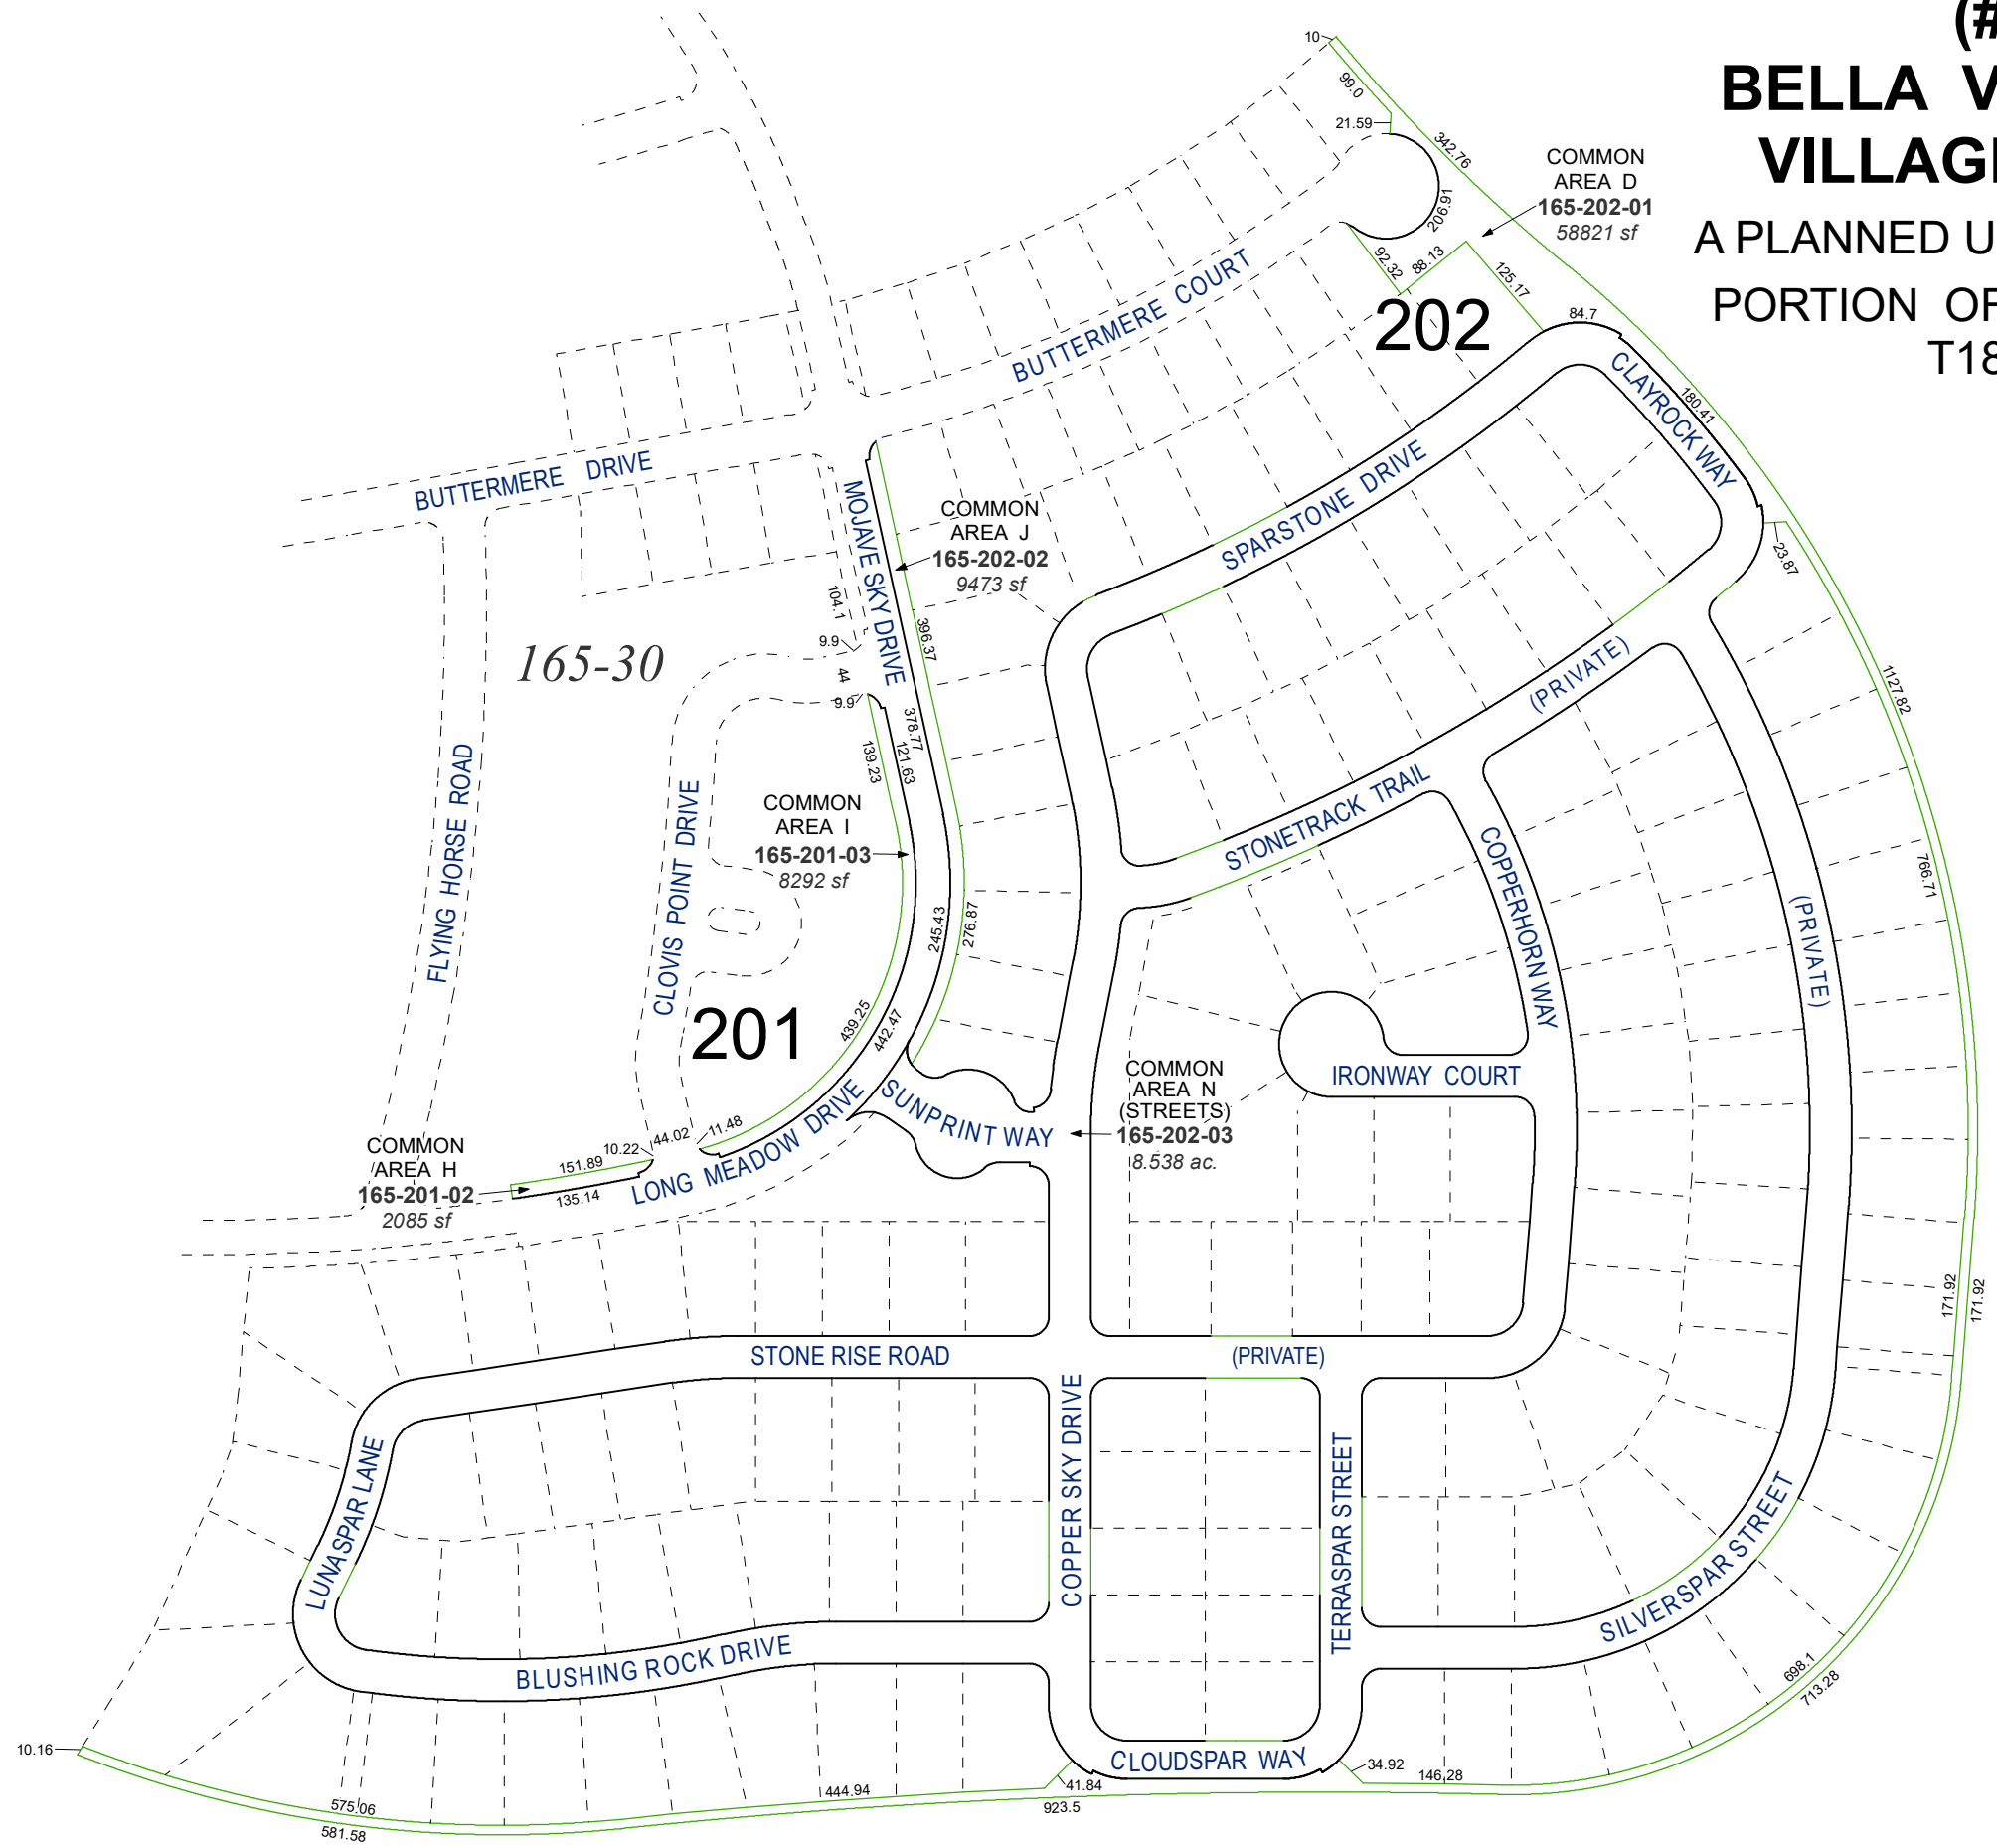 (#
BELLA V
VILLAG
A PLANNED U
PORTION OF
T18
10
99.0
21.59
342.76
COMMON
AREA D
165-202-01
58821 sf
206.91
92.32
88.13
125.17
202
84.7
CLAYROCK WAY
180.41
23.87
BUTTERMERE COURT
BUTTERMERE DRIVE
MOJAVE SKY DRIVE
COMMON
AREA J
165-202-02
9473 sf
SPARSTONE DRIVE
104.1
396.37
9.9
44
9.9
165-30
378.77
121.63
139.23
(PRIVATE)
1127.82
FLYING HORSE ROAD
CLOVIS POINT DRIVE
COMMON
AREA I
165-201-03
8292 sf
STONETRACK TRAIL
COPPERHORN WAY
766.71
(PRIVATE)
245.43
276.87
201
439.25
442.47
COMMON
AREA N
(STREETS)
165-202-03
8.538 ac.
IRONWAY COURT
SUNPRINT WAY
LONG MEADOW DRIVE
11.48
44.02
10.22
COMMON
AREA H
165-201-02
2085 sf
151.89
135.14
171.92
171.92
STONE RISE ROAD
(PRIVATE)
LUNASPAR LANE
COPPER SKY DRIVE
TERRASPAR STREET
SILVERSPAR STREET
BLUSHING ROCK DRIVE
698.1
713.28
10.16
CLOUDSPAR WAY
34.92
146.28
41.84
444.94
923.5
575.06
581.58